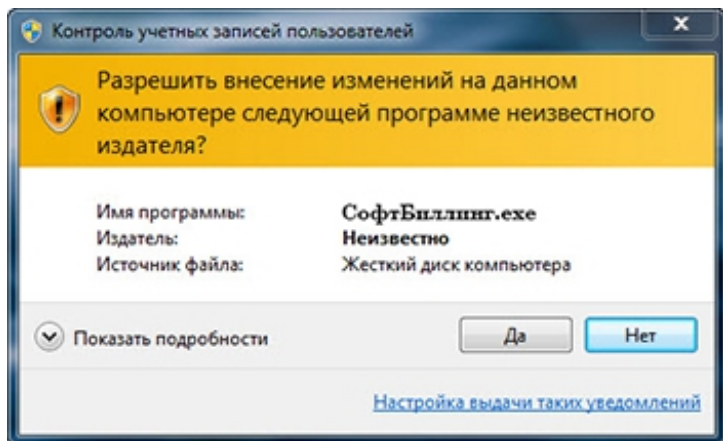 Контроль учетных записей пользователей
Разрешить внесение изменений на данном
компьютере следующей программе неизвестного
издателя?
Имя программы: СофтБиллинг.exe
Издатель: Неизвестно
Источник файла: Жесткий диск компьютера
Показать подробности Да Нет
Настройка выдачи таких уведомлений